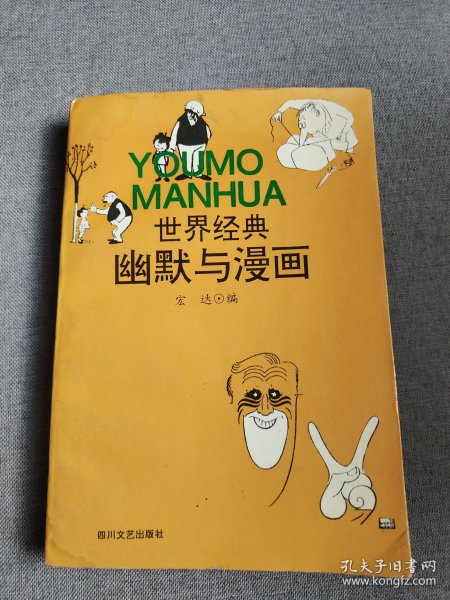 YOUMO
MANHUA
世界经典
幽默与漫画
宏 达⊙编
四川文艺出版社
孔夫子旧书网
www.kongfz.com